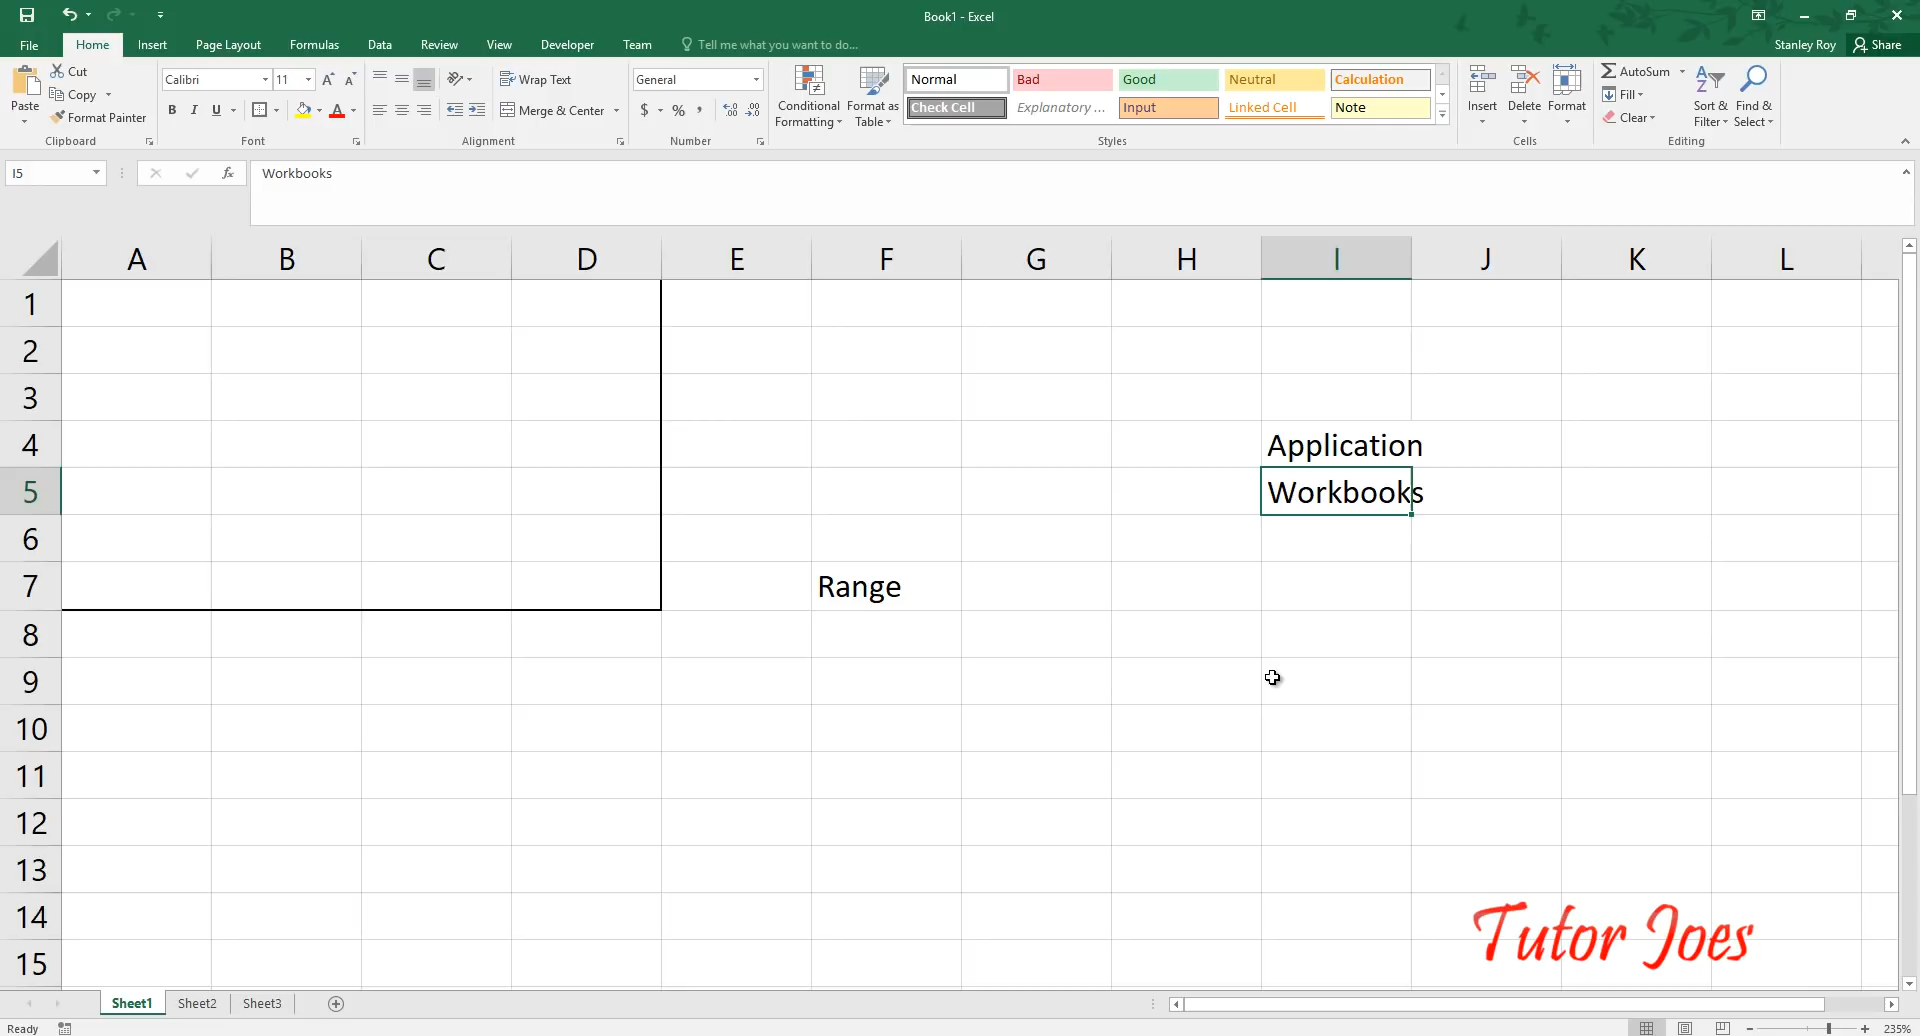 Book1 - Excel
File Home Insert Page Layout Formulas Data Review View Developer Team Tell me what you want to do... Stanley Roy Share
Paste Cut Copy Format Painter Clipboard
Calibri 11 B I U A Font
Wrap Text Merge & Center Alignment
General $ % , Number
Conditional Formatting Format as Table
Normal Bad Good Neutral Calculation
Check Cell Explanatory ... Input Linked Cell Note
Styles
Insert Delete Format Cells
AutoSum Fill Clear Sort & Filter Find & Select Editing
I5 fx Workbooks
A B C D E F G H I J K L
1
2
3
4 Application
5 Workbooks
6
7 Range
8
9
10
11
12
13
14
15
Tutor Joes
Sheet1 Sheet2 Sheet3
Ready 235%